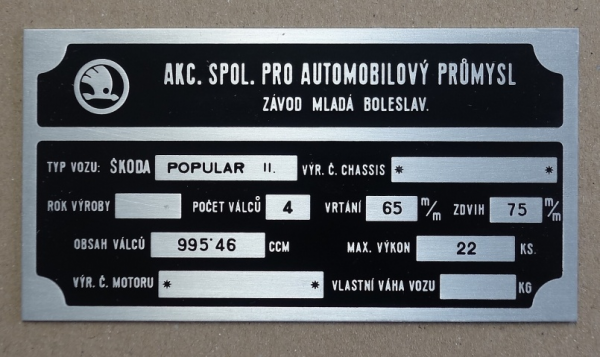 AKC. SPOL. PRO AUTOMOBILOVÝ PRŮMYSL
ZÁVOD MLADÁ BOLESLAV.
TYP VOZU: ŠKODA POPULAR II. VÝR. Č. CHASSIS * *
ROK VÝROBY POČET VÁLCŮ 4 VRTÁNÍ 65 m/m ZDVIH 75 m/m
OBSAH VÁLCŮ 995·46 CCM MAX. VÝKON 22 KS.
VÝR. Č. MOTORU * * VLASTNÍ VÁHA VOZU KG